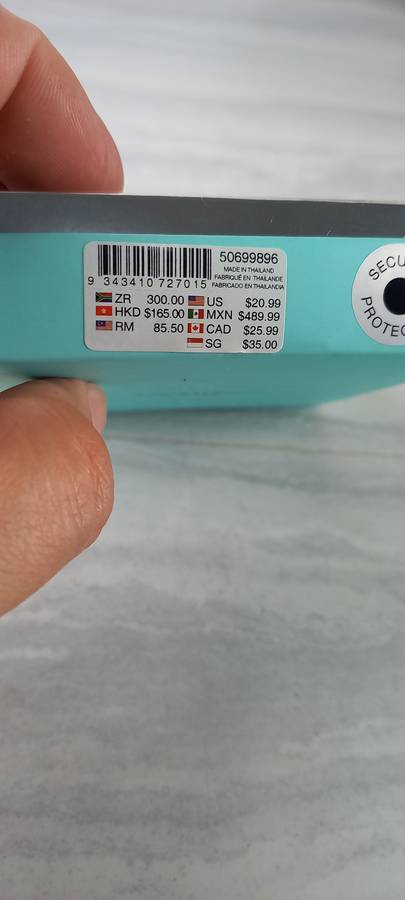 50699896
MADE IN THAILAND
FABRIQUÉ EN THAÏLANDE
9 343410 727015 FABRICADO EN THAILANDIA
ZR 300.00 US $20.99
HKD $165.00 MXN $489.99
RM 85.50 CAD $25.99
SG $35.00
SECU
PROTEC